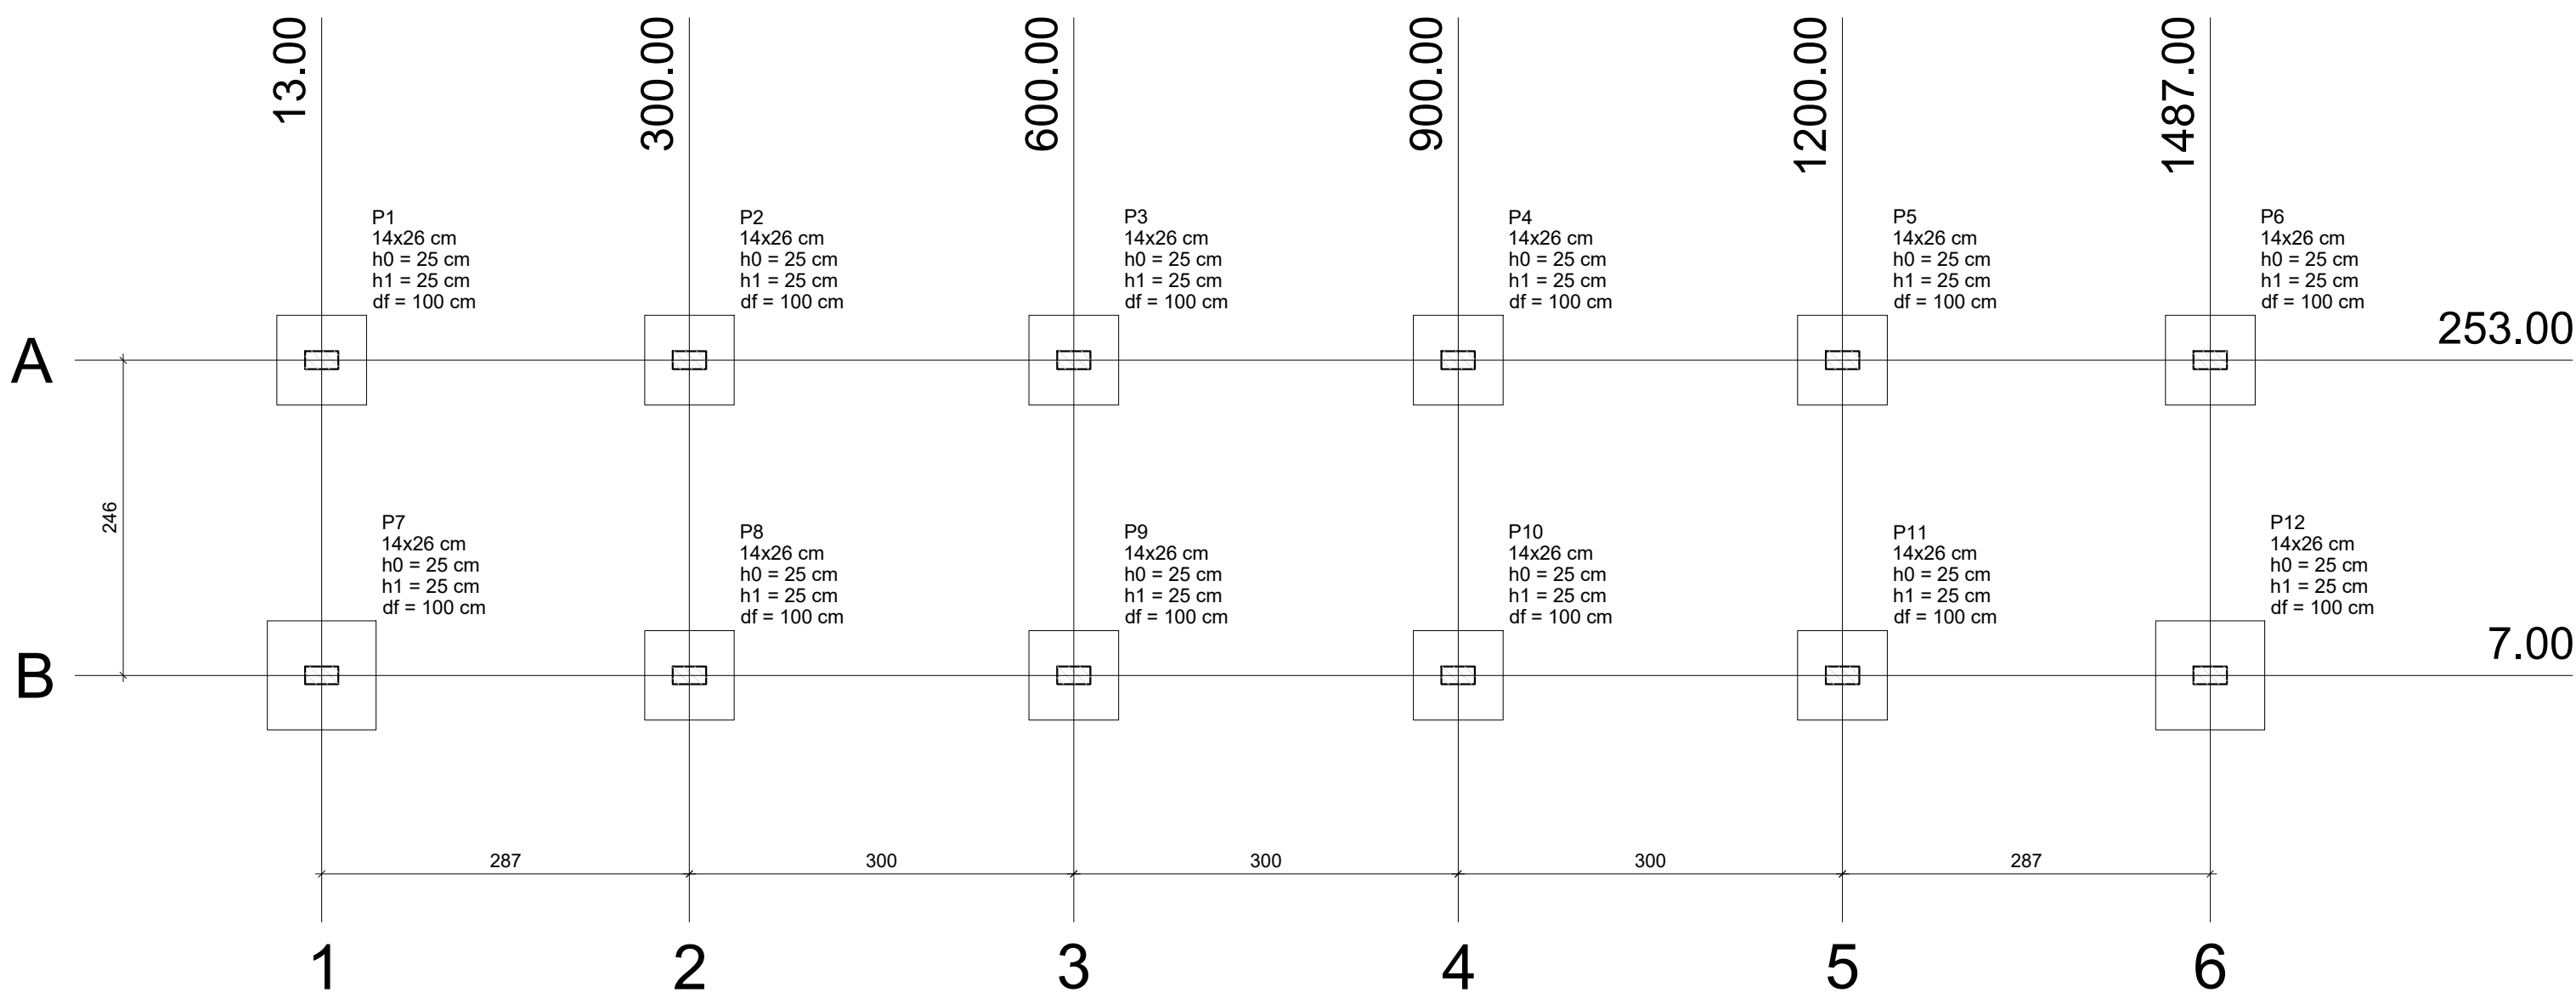 13.00
300.00
600.00
900.00
1200.00
1487.00
P1
14x26 cm
h0 = 25 cm
h1 = 25 cm
df = 100 cm
P2
14x26 cm
h0 = 25 cm
h1 = 25 cm
df = 100 cm
P3
14x26 cm
h0 = 25 cm
h1 = 25 cm
df = 100 cm
P4
14x26 cm
h0 = 25 cm
h1 = 25 cm
df = 100 cm
P5
14x26 cm
h0 = 25 cm
h1 = 25 cm
df = 100 cm
P6
14x26 cm
h0 = 25 cm
h1 = 25 cm
df = 100 cm
A
253.00
246
P7
14x26 cm
h0 = 25 cm
h1 = 25 cm
df = 100 cm
P8
14x26 cm
h0 = 25 cm
h1 = 25 cm
df = 100 cm
P9
14x26 cm
h0 = 25 cm
h1 = 25 cm
df = 100 cm
P10
14x26 cm
h0 = 25 cm
h1 = 25 cm
df = 100 cm
P11
14x26 cm
h0 = 25 cm
h1 = 25 cm
df = 100 cm
P12
14x26 cm
h0 = 25 cm
h1 = 25 cm
df = 100 cm
B
7.00
287
300
300
300
287
1
2
3
4
5
6